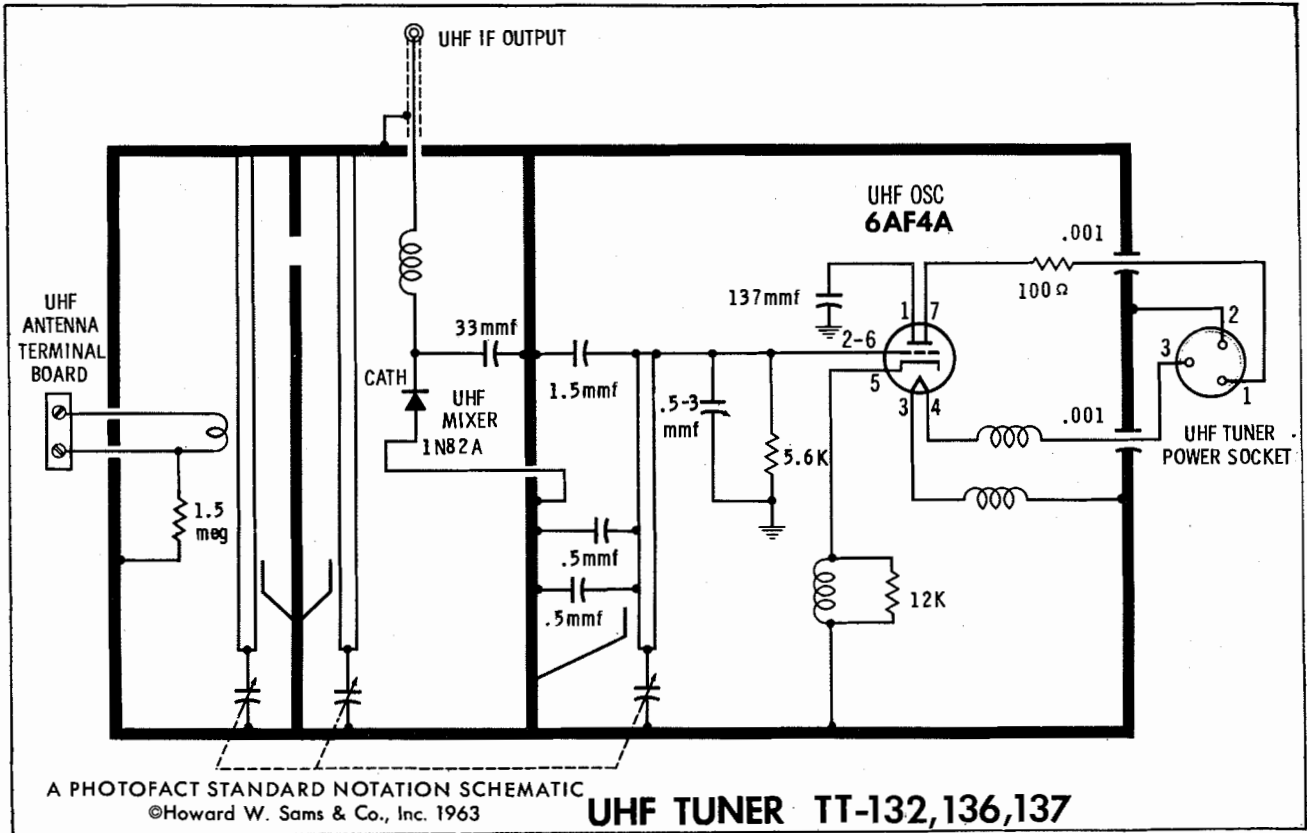 UHF IF OUTPUT
UHF OSC
6AF4A
.001
137mmf
1 7
100Ω
UHF
ANTENNA
TERMINAL
BOARD
33mmf
2-6
2
3
CATH
1.5mmf
5
1
UHF
MIXER
1N82A
.5-3
mmf
3 4
.001
UHF TUNER
POWER SOCKET
5.6K
1.5
meg
.5mmf
.5mmf
12K
A PHOTOFACT STANDARD NOTATION SCHEMATIC
©Howard W. Sams & Co., Inc. 1963
UHF TUNER TT-132,136,137